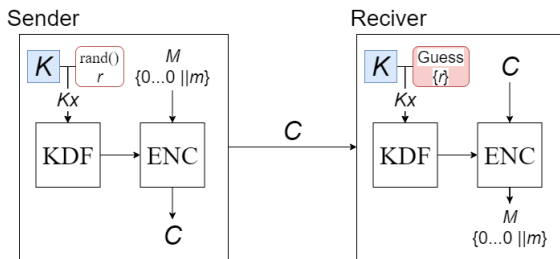 Sender
K
rand()
r
M
{0...0 ||m}
Kx
KDF
ENC
C
C
Reciver
K
Guess
{r}
C
Kx
KDF
ENC
M
{0...0 ||m}